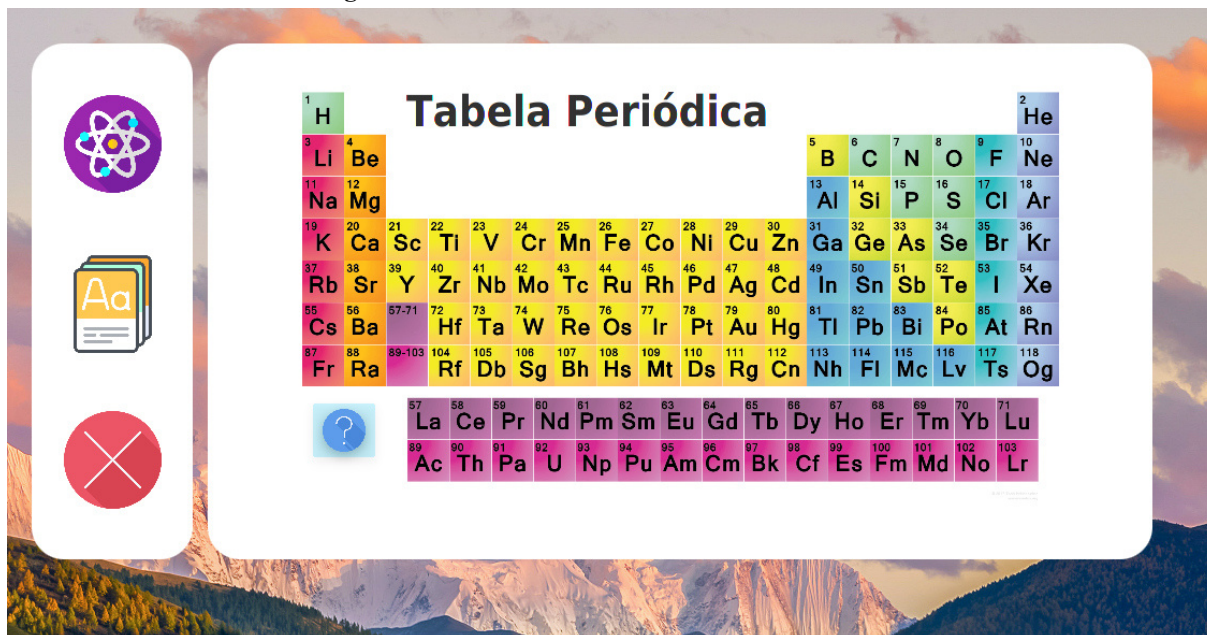 Tabela Periódica
1 H 2 He
3 Li 4 Be 5 B 6 C 7 N 8 O 9 F 10 Ne
11 Na 12 Mg 13 Al 14 Si 15 P 16 S 17 Cl 18 Ar
19 K 20 Ca 21 Sc 22 Ti 23 V 24 Cr 25 Mn 26 Fe 27 Co 28 Ni 29 Cu 30 Zn 31 Ga 32 Ge 33 As 34 Se 35 Br 36 Kr
37 Rb 38 Sr 39 Y 40 Zr 41 Nb 42 Mo 43 Tc 44 Ru 45 Rh 46 Pd 47 Ag 48 Cd 49 In 50 Sn 51 Sb 52 Te 53 I 54 Xe
55 Cs 56 Ba 57-71 72 Hf 73 Ta 74 W 75 Re 76 Os 77 Ir 78 Pt 79 Au 80 Hg 81 Tl 82 Pb 83 Bi 84 Po 85 At 86 Rn
87 Fr 88 Ra 89-103 104 Rf 105 Db 106 Sg 107 Bh 108 Hs 109 Mt 110 Ds 111 Rg 112 Cn 113 Nh 114 Fl 115 Mc 116 Lv 117 Ts 118 Og
Aa
?
57 La 58 Ce 59 Pr 60 Nd 61 Pm 62 Sm 63 Eu 64 Gd 65 Tb 66 Dy 67 Ho 68 Er 69 Tm 70 Yb 71 Lu
89 Ac 90 Th 91 Pa 92 U 93 Np 94 Pu 95 Am 96 Cm 97 Bk 98 Cf 99 Es 100 Fm 101 Md 102 No 103 Lr